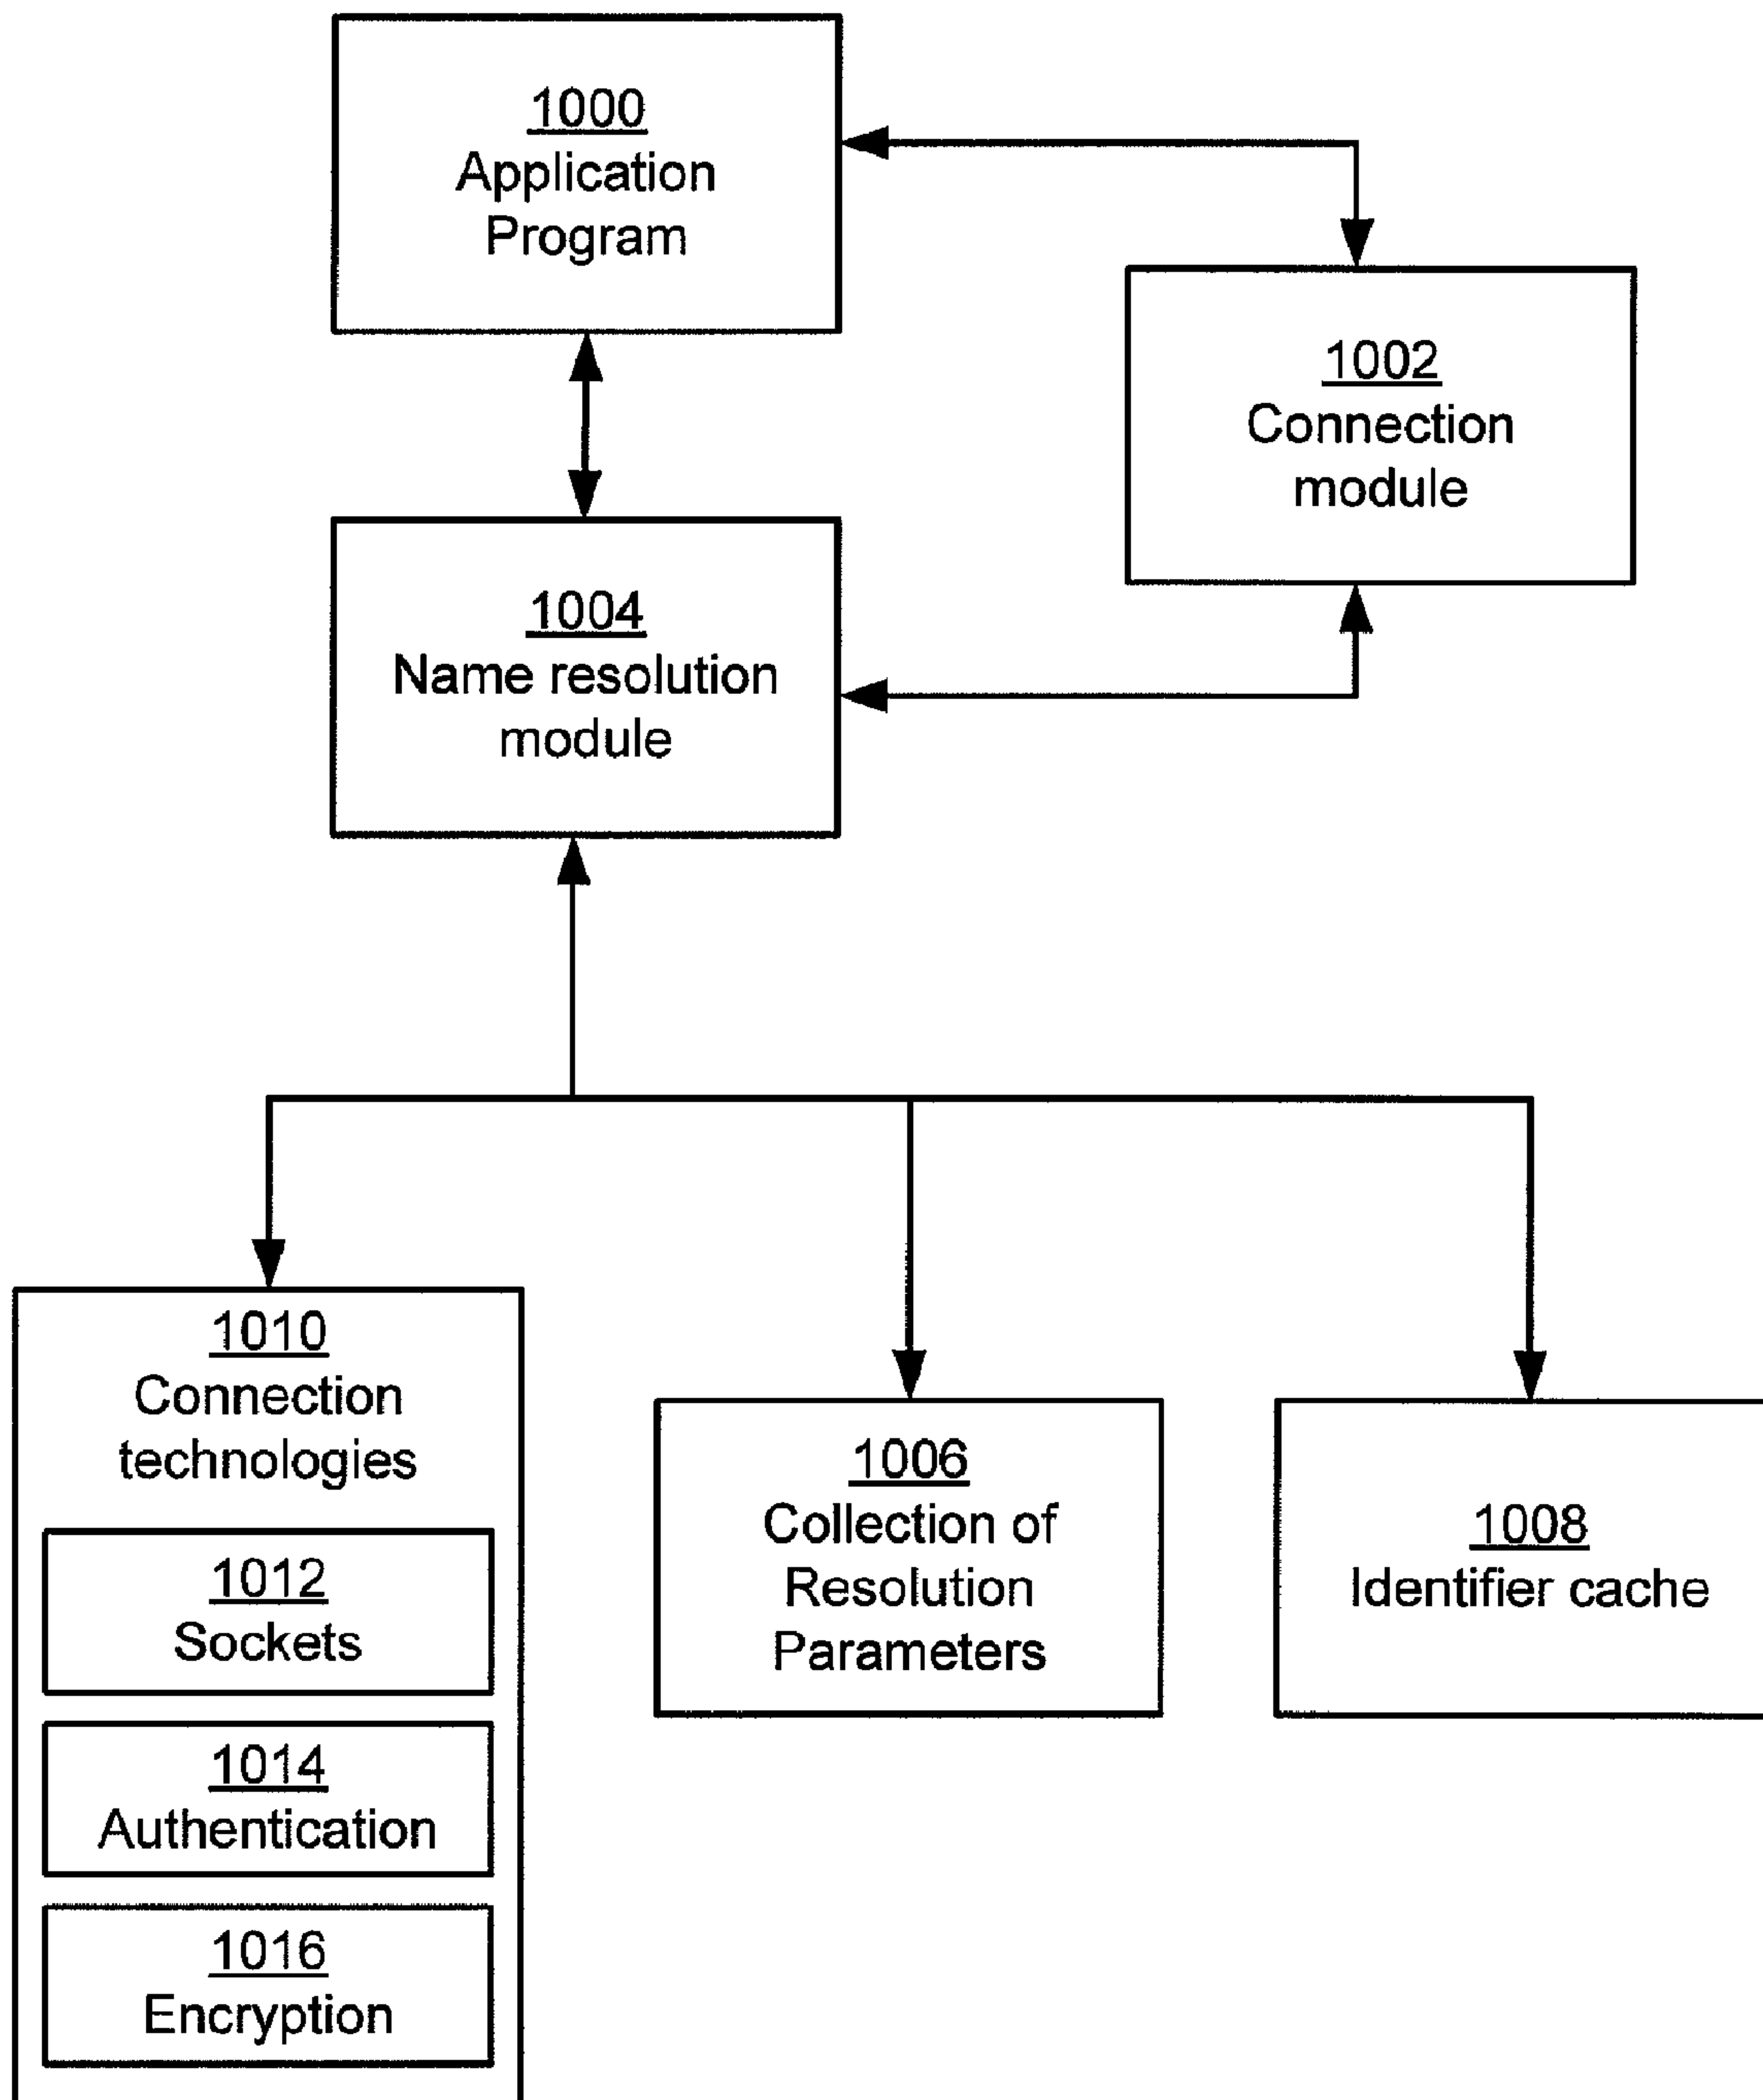 1000
Application
Program
1002
Connection
module
1004
Name resolution
module
1010
Connection
technologies
1012
Sockets
1014
Authentication
1016
Encryption
1006
Collection of
Resolution
Parameters
1008
Identifier cache